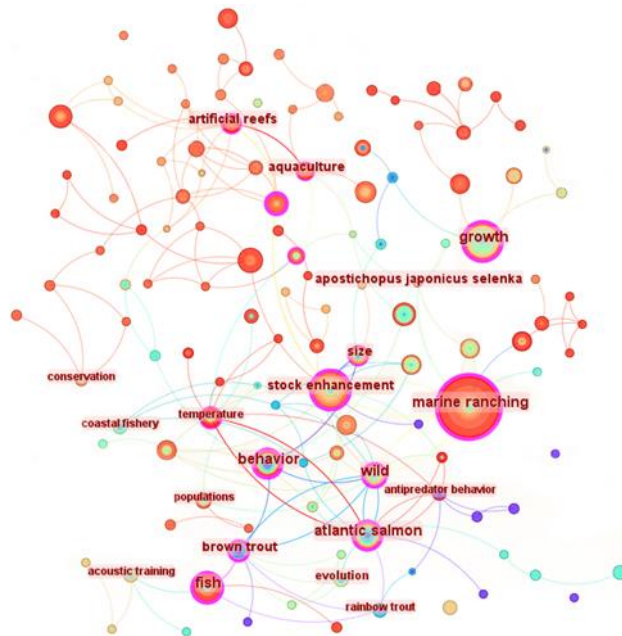 artificial reefs
aquaculture
growth
apostichopus japonicus selenka
size
conservation
stock enhancement
marine ranching
temperature
coastal fishery
behavior
wild
antipredator behavior
populations
atlantic salmon
brown trout
acoustic training
evolution
fish
rainbow trout